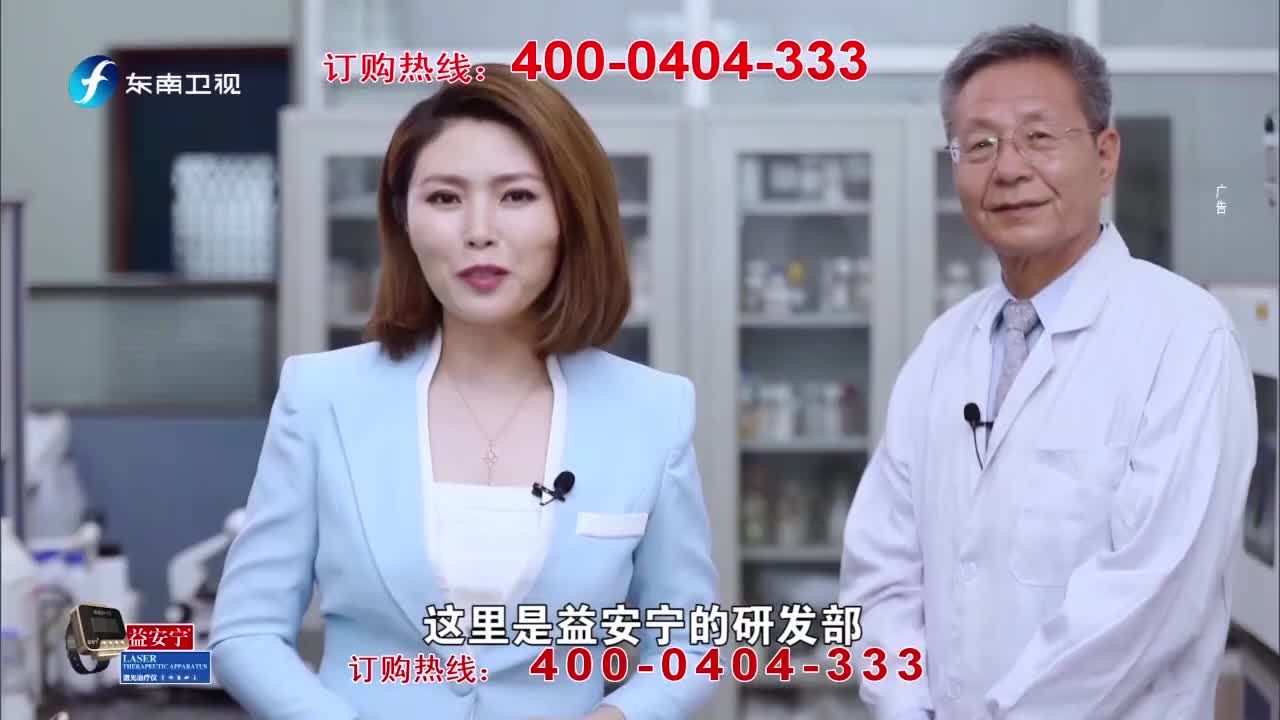 订购热线：400-0404-333
东南卫视
广告
这里是益安宁的研发部
益安宁
LASER
THERAPEUTIC APPARATUS
激光治疗仪
订购热线：400-0404-333